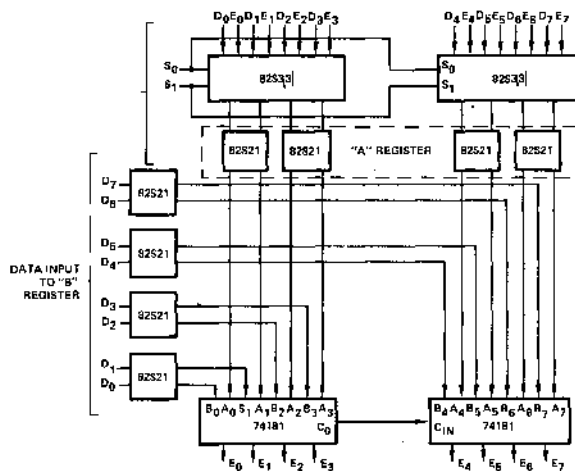 D0 E0 D1 E1 D2 E2 D3 E3
D4 E4 D5 E5 D6 E6 D7 E7
S0
S1
82S33
S0
S1
82S33
82S21
82S21
"A" REGISTER
82S21
82S21
D7
D6
82S21
D5
D4
82S21
DATA INPUT
TO "B"
REGISTER
D3
D2
82S21
D1
D0
82S21
B0 A0 B1 A1 B2 A2 B3 A3
74181
C0
B4 A4 B5 A5 B6 A6 B7 A7
CIN
74181
E0 E1 E2 E3
E4 E5 E6 E7